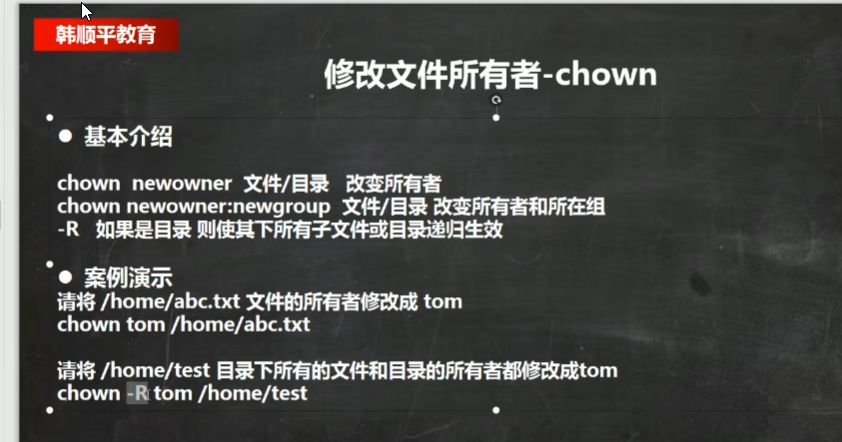 韩顺平教育
修改文件所有者-chown
● 基本介绍
chown newowner 文件/目录 改变所有者
chown newowner:newgroup 文件/目录 改变所有者和所在组
-R 如果是目录 则使其下所有子文件或目录递归生效
● 案例演示
请将 /home/abc.txt 文件的所有者修改成 tom
chown tom /home/abc.txt
请将 /home/test 目录下所有的文件和目录的所有者都修改成tom
chown -R tom /home/test